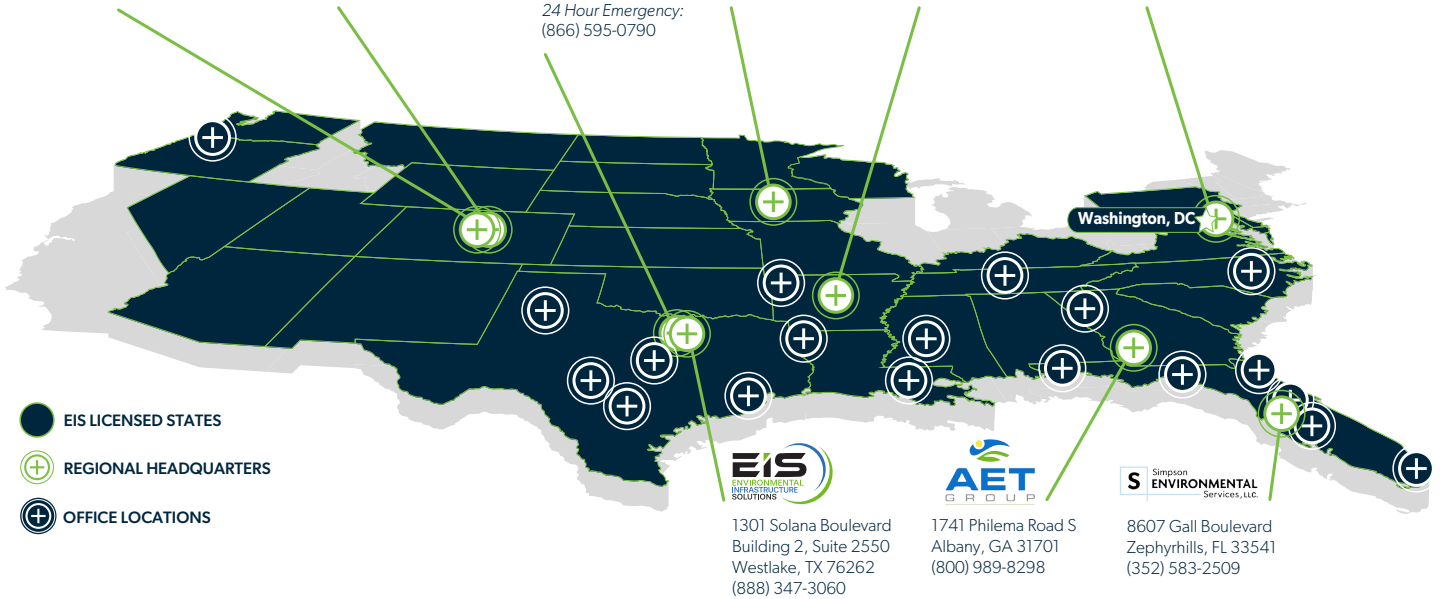 24 Hour Emergency:
(866) 595-0790
Washington, DC
EIS LICENSED STATES
REGIONAL HEADQUARTERS
OFFICE LOCATIONS
EIS
ENVIRONMENTAL
INFRASTRUCTURE
SOLUTIONS
1301 Solana Boulevard
Building 2, Suite 2550
Westlake, TX 76262
(888) 347-3060
AET
GROUP
1741 Philema Road S
Albany, GA 31701
(800) 989-8298
S
Simpson
ENVIRONMENTAL
Services, LLC.
8607 Gall Boulevard
Zephyrhills, FL 33541
(352) 583-2509